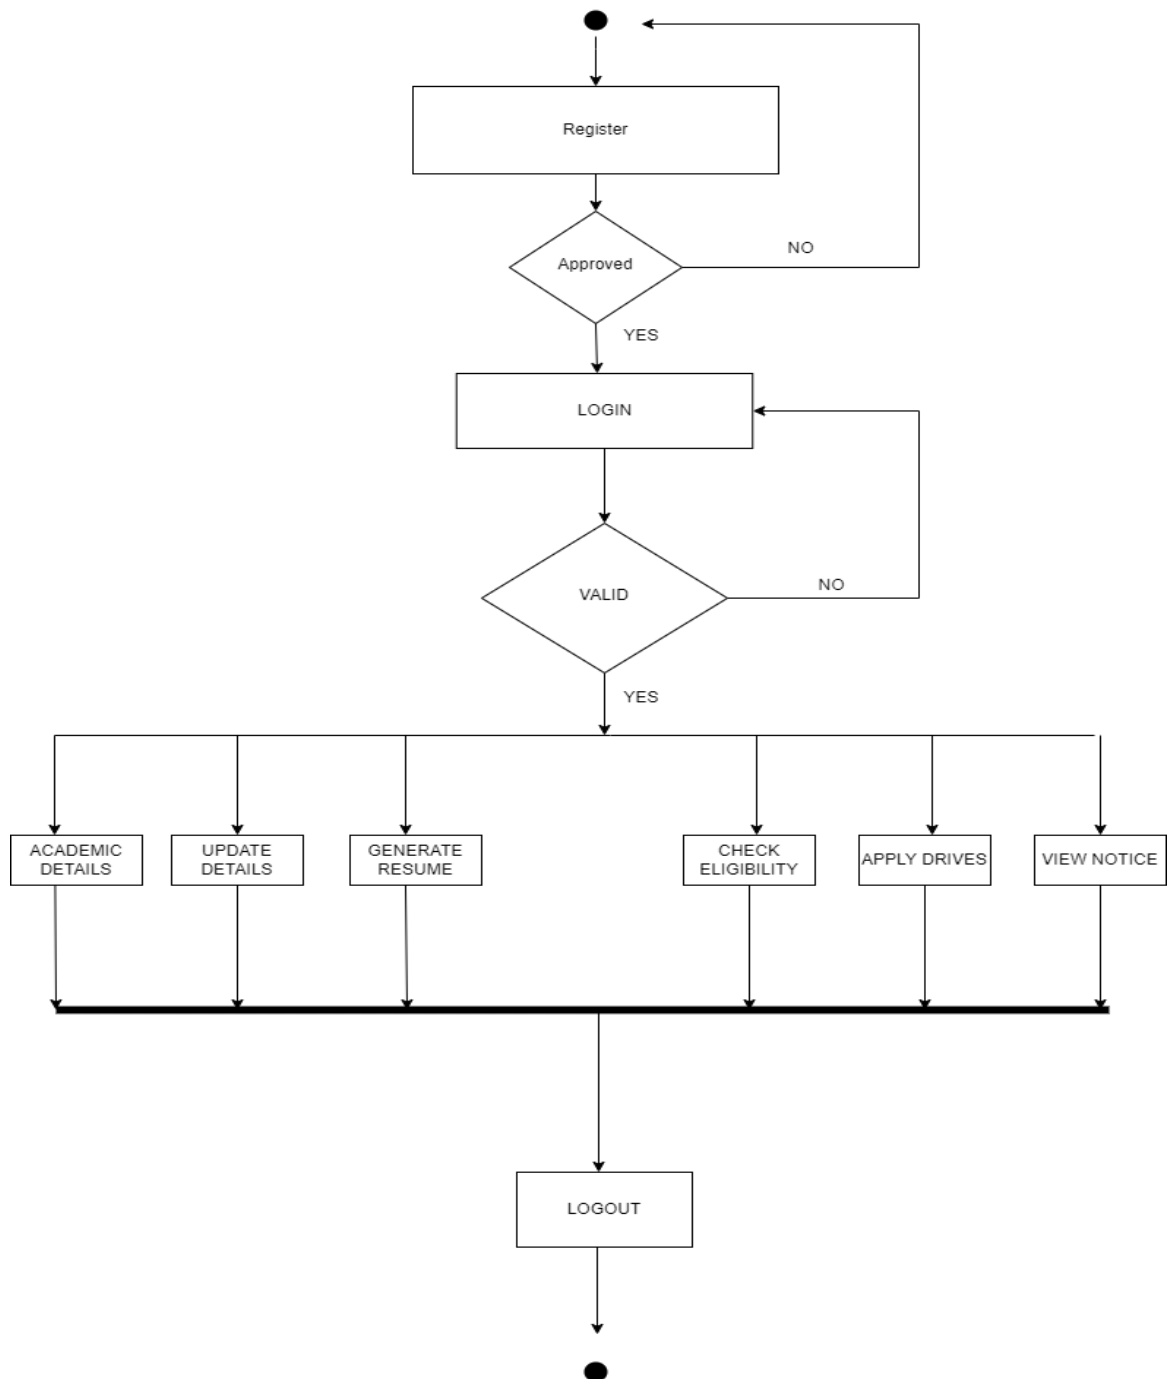 Register
Approved
NO
YES
LOGIN
VALID
NO
YES
ACADEMIC
DETAILS
UPDATE
DETAILS
GENERATE
RESUME
CHECK
ELIGIBILITY
APPLY DRIVES
VIEW NOTICE
LOGOUT